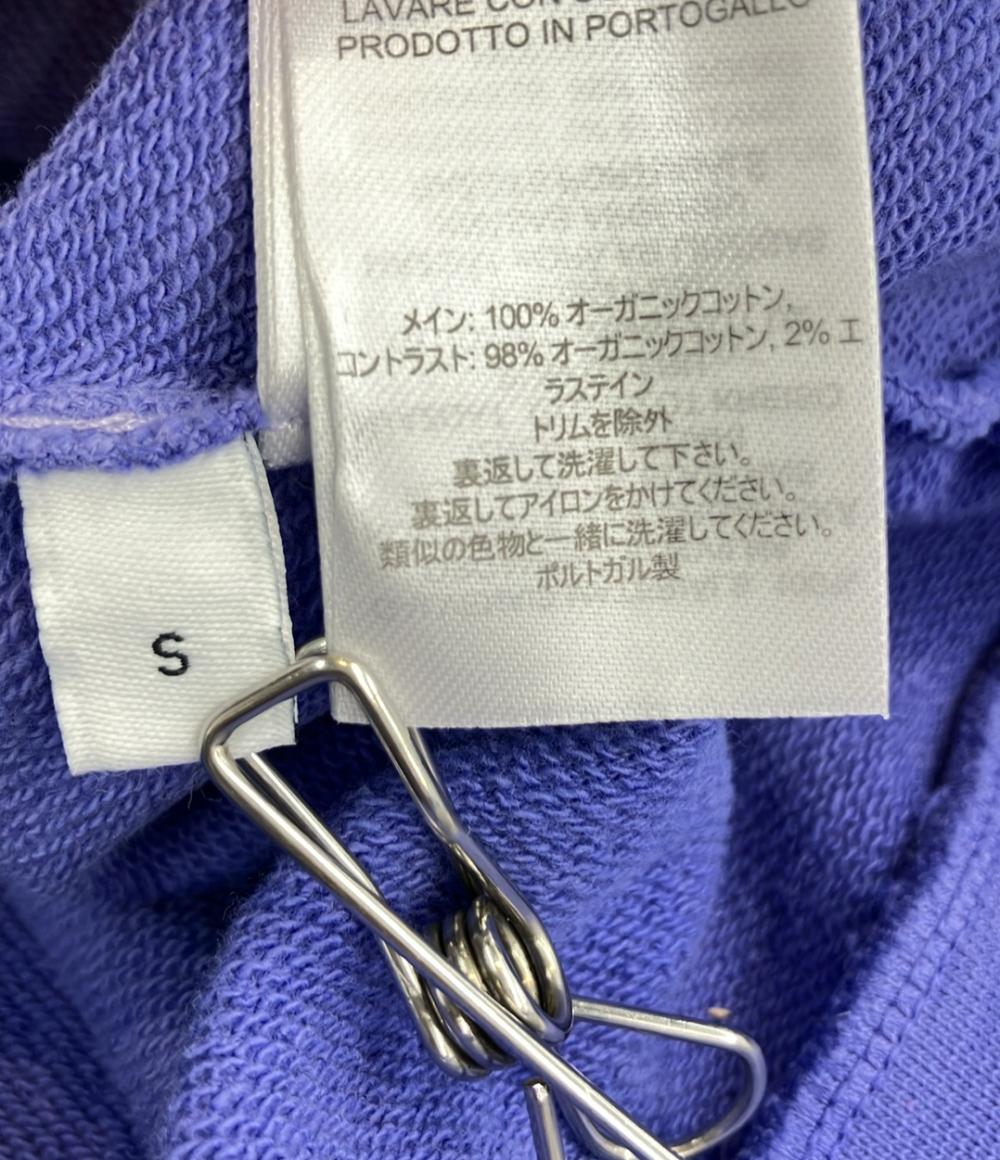 LAVARE CON
PRODOTTO IN PORTOGALLO
メイン: 100% オーガニックコットン,
コントラスト: 98% オーガニックコットン, 2% エ
ラステイン
トリムを除外
裏返して洗濯して下さい。
裏返してアイロンをかけてください。
類似の色物と一緒に洗濯してください。
ポルトガル製
S